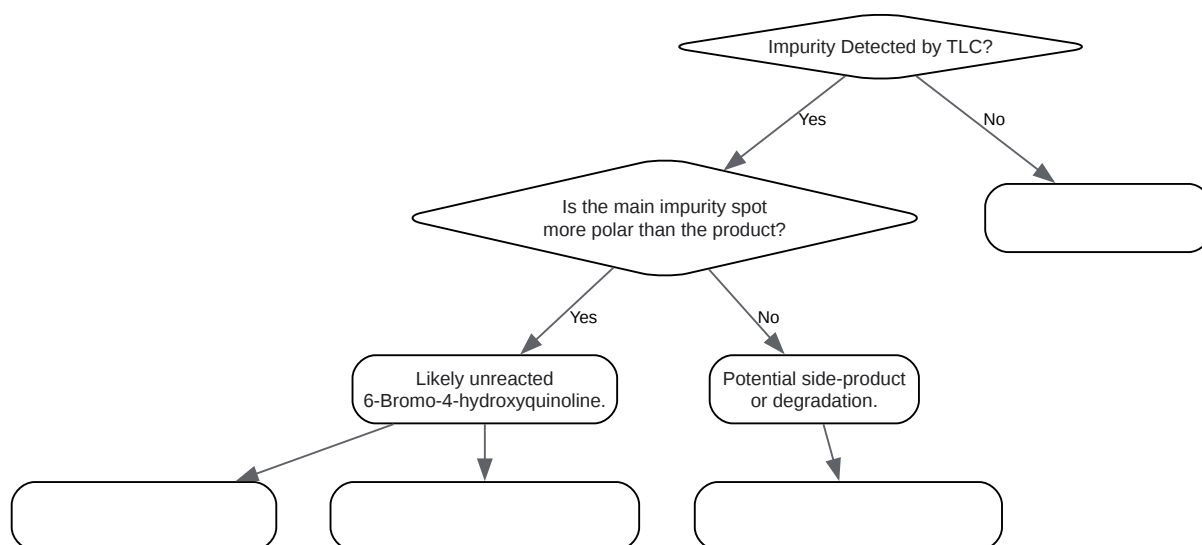 Impurity Detected by TLC?
Yes
No
Is the main impurity spot
more polar than the product?
Yes
No
Likely unreacted
6-Bromo-4-hydroxyquinoline.
Potential side-product
or degradation.